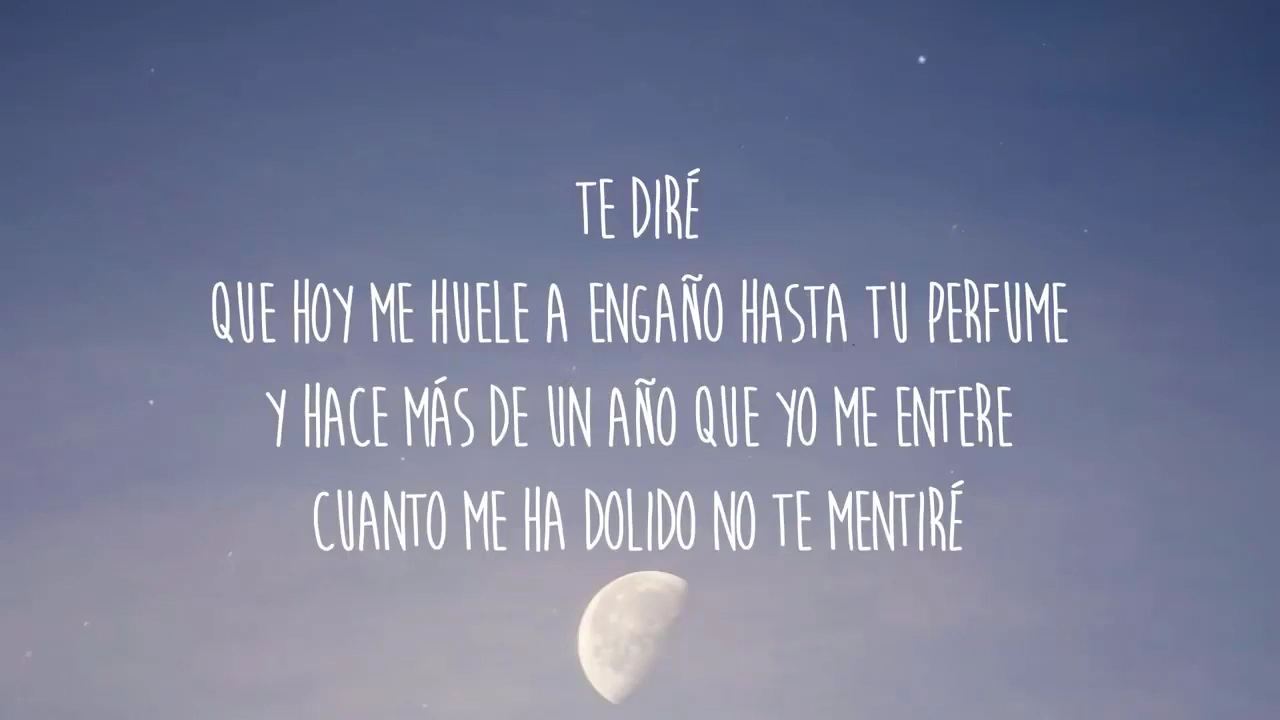 TE DIRÉ
QUE HOY ME HUELE A ENGAÑO HASTA TU PERFUME
Y HACE MÁS DE UN AÑO QUE YO ME ENTERE
CUANTO ME HA DOLIDO NO TE MENTIRÉ